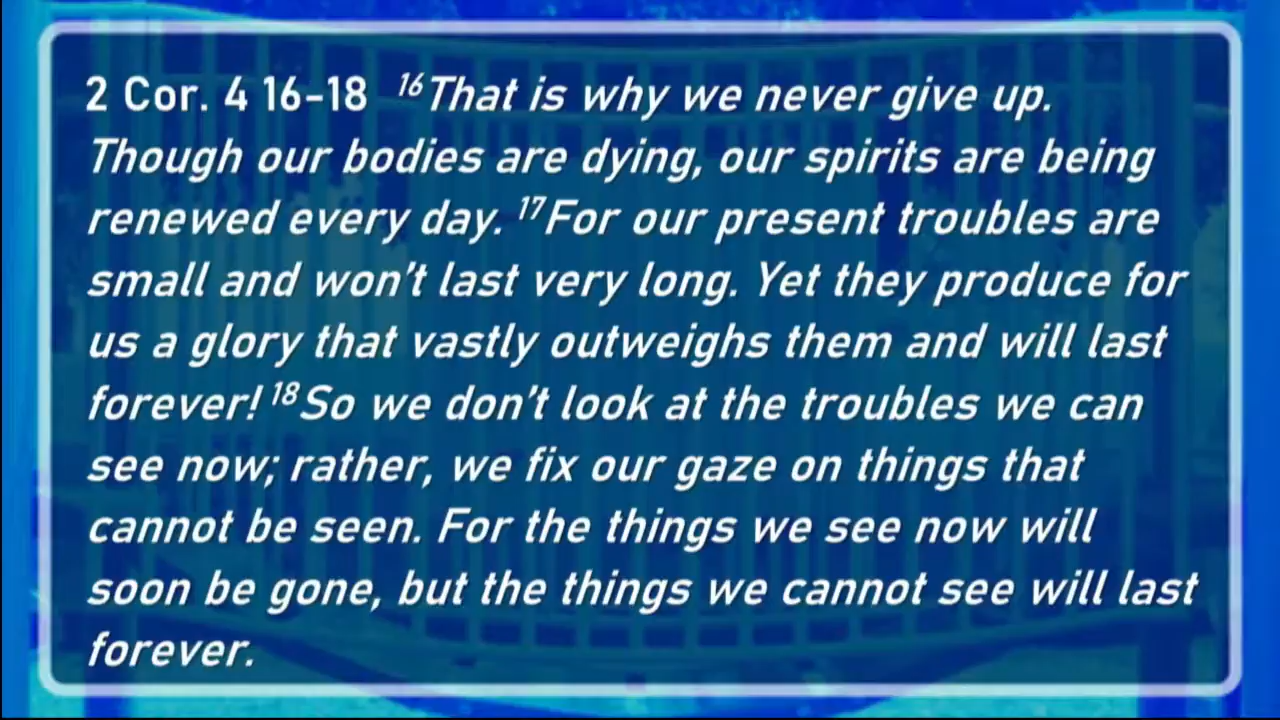 2 Cor. 4 16-18 16That is why we never give up.
Though our bodies are dying, our spirits are being
renewed every day. 17For our present troubles are
small and won't last very long. Yet they produce for
us a glory that vastly outweighs them and will last
forever! 18So we don't look at the troubles we can
see now; rather, we fix our gaze on things that
cannot be seen. For the things we see now will
soon be gone, but the things we cannot see will last
forever.